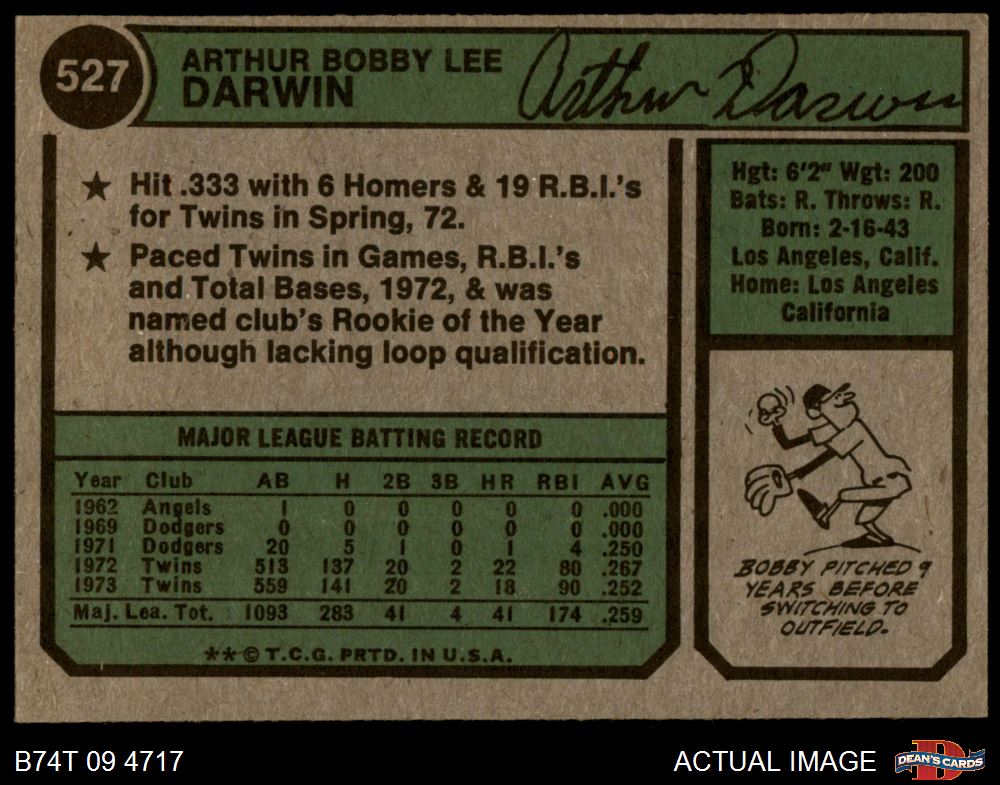 527
ARTHUR BOBBY LEE
DARWIN
Arthur Darwin
★ Hit .333 with 6 Homers & 19 R.B.I.'s
for Twins in Spring, 72.
★ Paced Twins in Games, R.B.I.'s
and Total Bases, 1972, & was
named club's Rookie of the Year
although lacking loop qualification.
Hgt: 6'2" Wgt: 200
Bats: R. Throws: R.
Born: 2-16-43
Los Angeles, Calif.
Home: Los Angeles
California
MAJOR LEAGUE BATTING RECORD
Year Club AB H 2B 3B HR RBI AVG
1962 Angels 1 0 0 0 0 0 .000
1969 Dodgers 0 0 0 0 0 0 .000
1971 Dodgers 20 5 1 0 1 4 .250
1972 Twins 513 137 20 2 22 80 .267
1973 Twins 559 141 20 2 18 90 .252
Maj. Lea. Tot. 1093 283 41 4 41 174 .259
** © T.C.G. PRTD. IN U.S.A.
BOBBY PITCHED 9
YEARS BEFORE
SWITCHING TO
OUTFIELD.
B74T 09 4717
ACTUAL IMAGE
D
DEAN'S CARDS